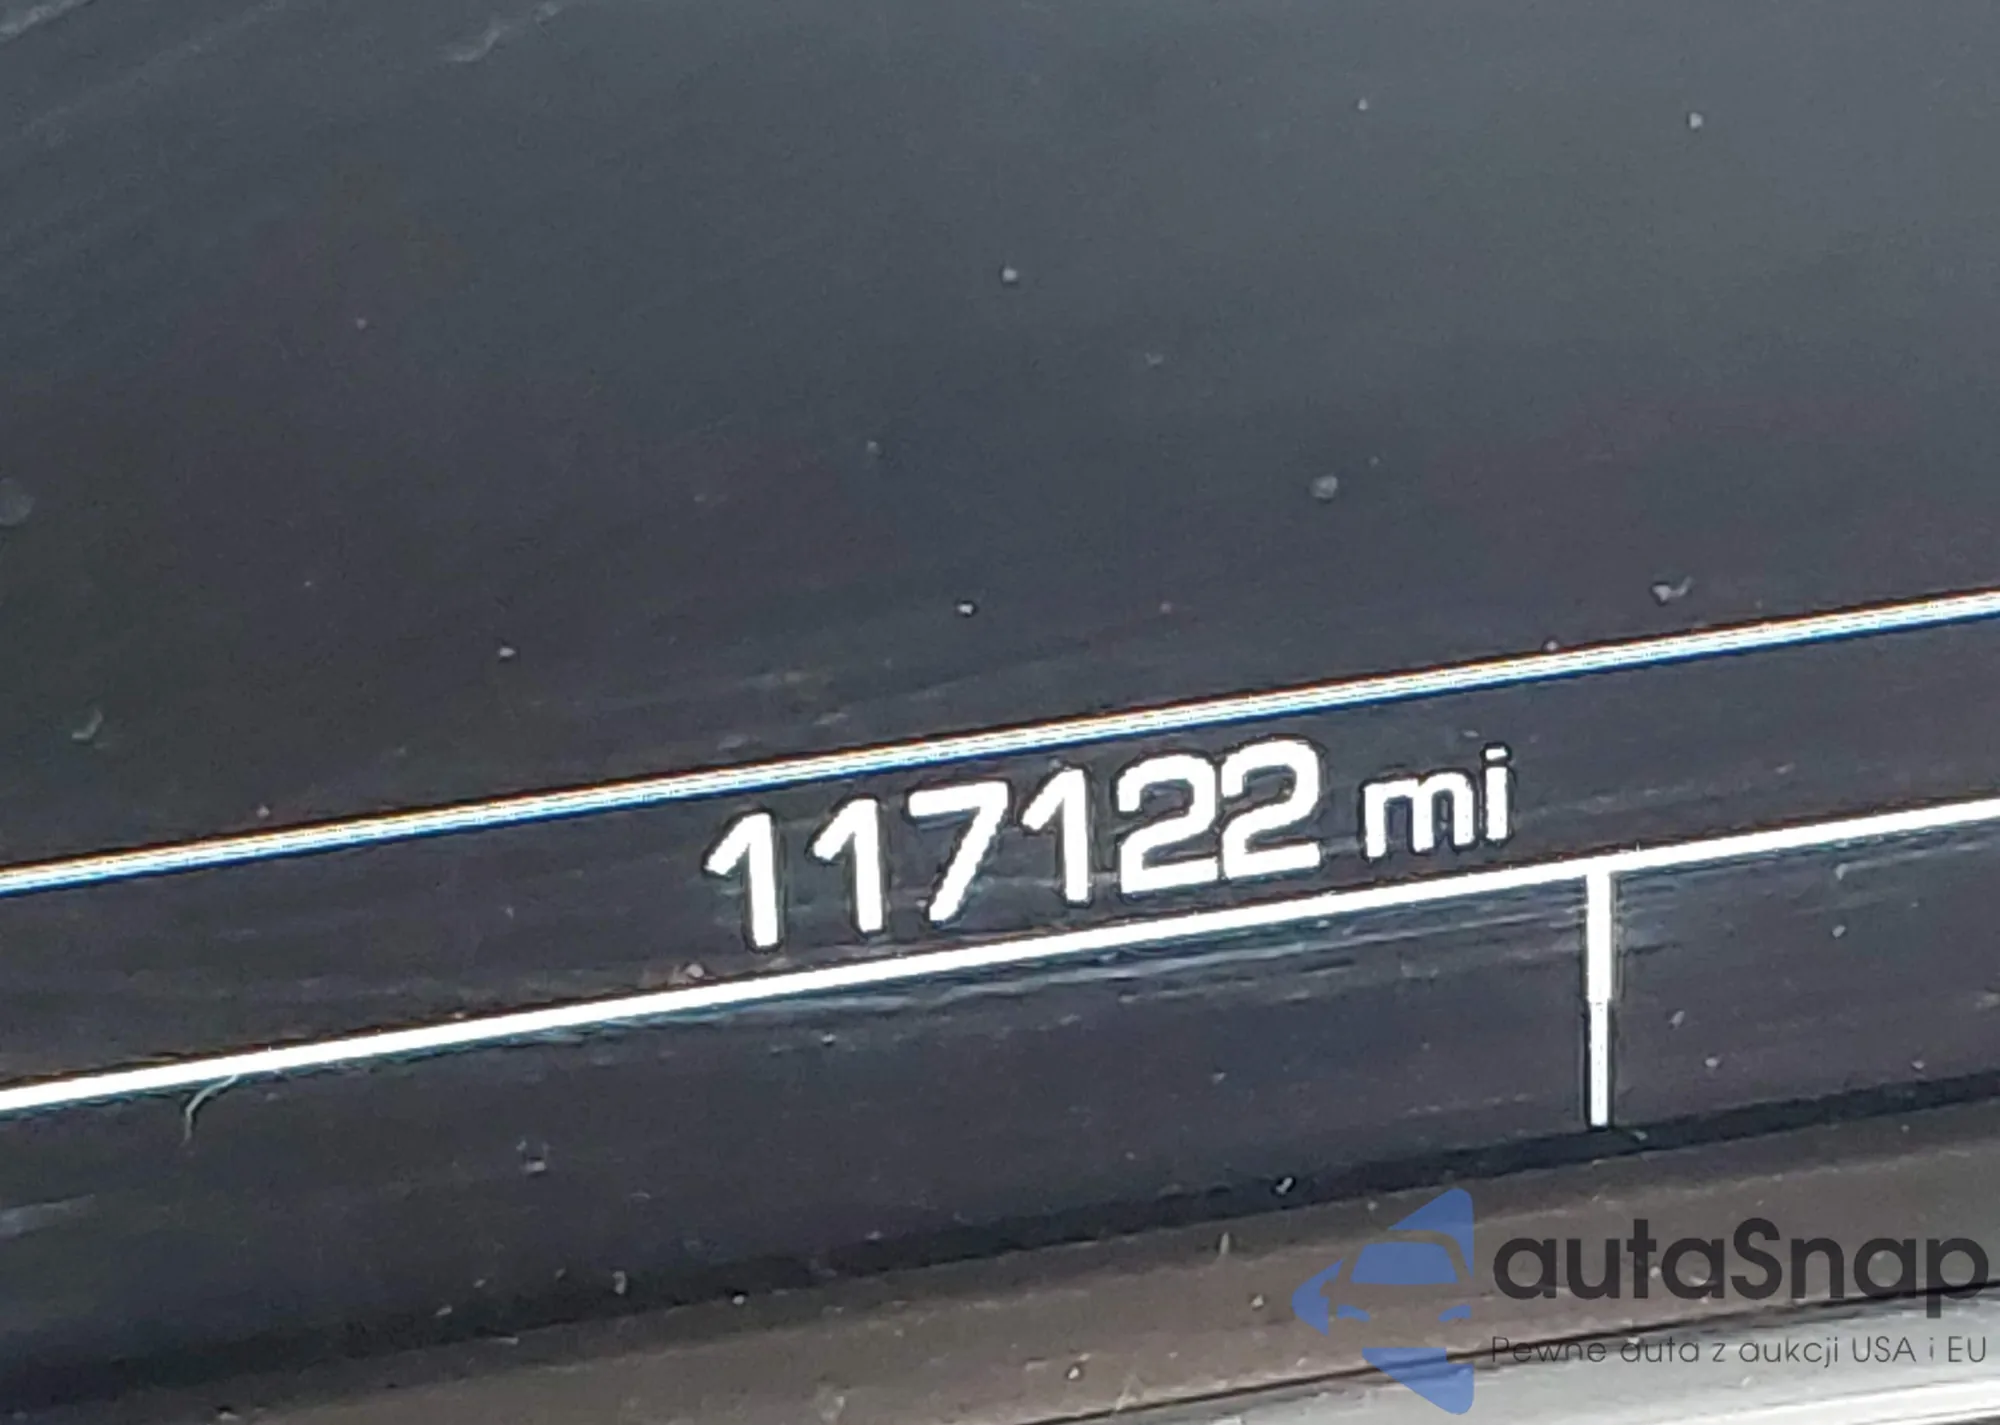 117122 mi
autaSnap
Pewne auta z aukcji USA i EU